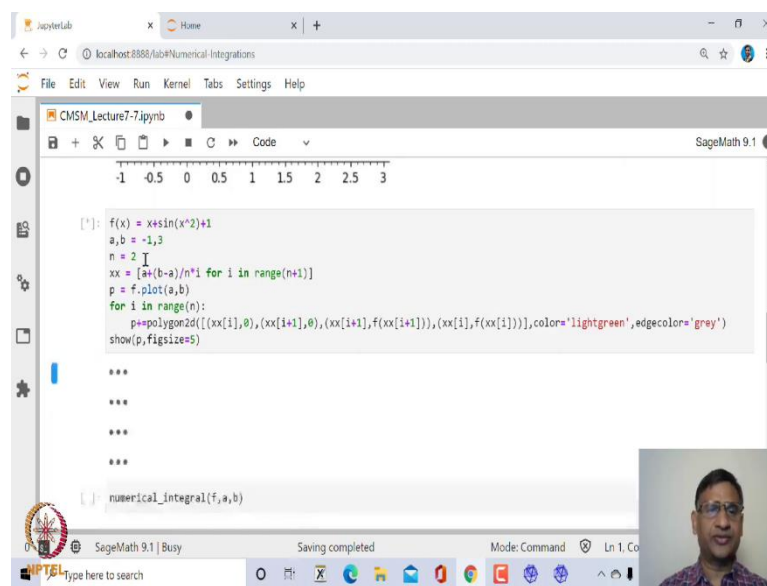 JupyterLab
Home
localhost:8888/lab#Numerical-Integrations
File Edit View Run Kernel Tabs Settings Help
CMSM_Lecture7-7.ipynb
Code
SageMath 9.1
-1 -0.5 0 0.5 1 1.5 2 2.5 3
[*]: f(x) = x+sin(x^2)+1
a,b = -1,3
n = 2
xx = [a+(b-a)/n*i for i in range(n+1)]
p = f.plot(a,b)
for i in range(n):
p+=polygon2d([(xx[i],0),(xx[i+1],0),(xx[i+1],f(xx[i+1])),(xx[i],f(xx[i]))],color='lightgreen',edgecolor='grey')
show(p,figsize=5)
[ ]: numerical_integral(f,a,b)
SageMath 9.1 | Busy
Saving completed
Mode: Command
Ln 1, Co
NPTEL
Type here to search